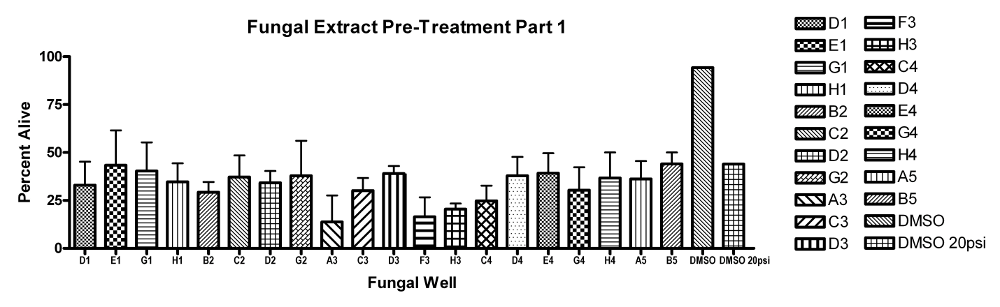 Fungal Extract Pre-Treatment Part 1
Percent Alive
100
75
50
25
0
D1 E1 G1 H1 B2 C2 D2 G2 A3 C3 D3 F3 H3 C4 D4 E4 G4 H4 A5 B5 DMSO DMSO 20psi
Fungal Well
D1
E1
G1
H1
B2
C2
D2
G2
A3
C3
D3
F3
H3
C4
D4
E4
G4
H4
A5
B5
DMSO
DMSO 20psi